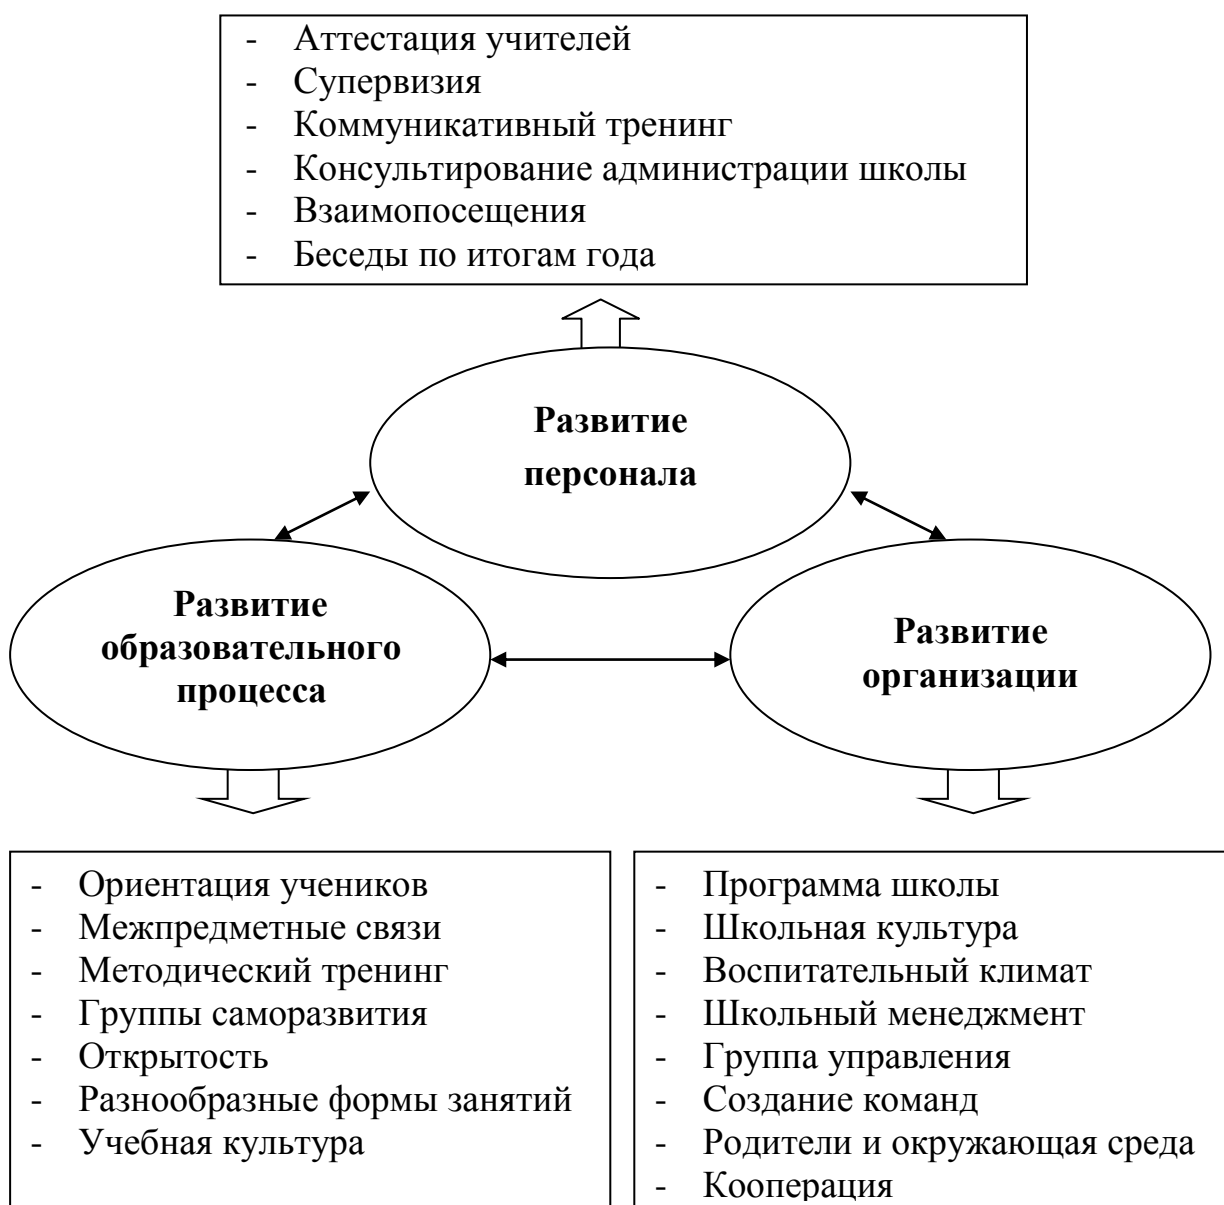 - Аттестация учителей
- Супервизия
- Коммуникативный тренинг
- Консультирование администрации школы
- Взаимопосещения
- Беседы по итогам года
Развитие
персонала
Развитие
образовательного
процесса
Развитие
организации
- Ориентация учеников
- Межпредметные связи
- Методический тренинг
- Группы саморазвития
- Открытость
- Разнообразные формы занятий
- Учебная культура
- Программа школы
- Школьная культура
- Воспитательный климат
- Школьный менеджмент
- Группа управления
- Создание команд
- Родители и окружающая среда
- Кооперация